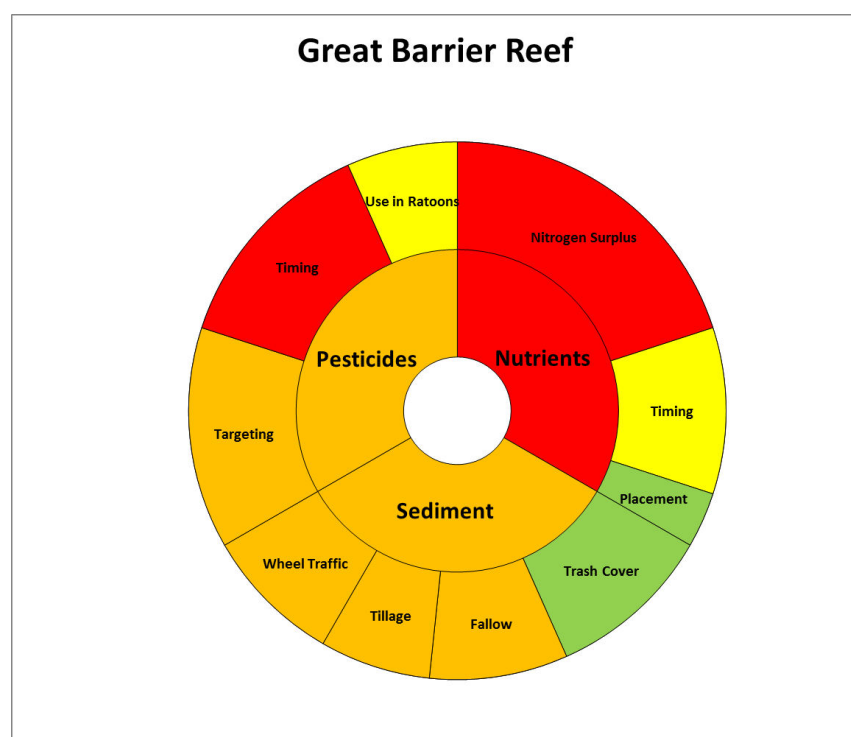 Great Barrier Reef
Use in Ratoons
Nitrogen Surplus
Timing
Pesticides
Nutrients
Timing
Targeting
Placement
Sediment
Wheel Traffic
Trash Cover
Tillage
Fallow